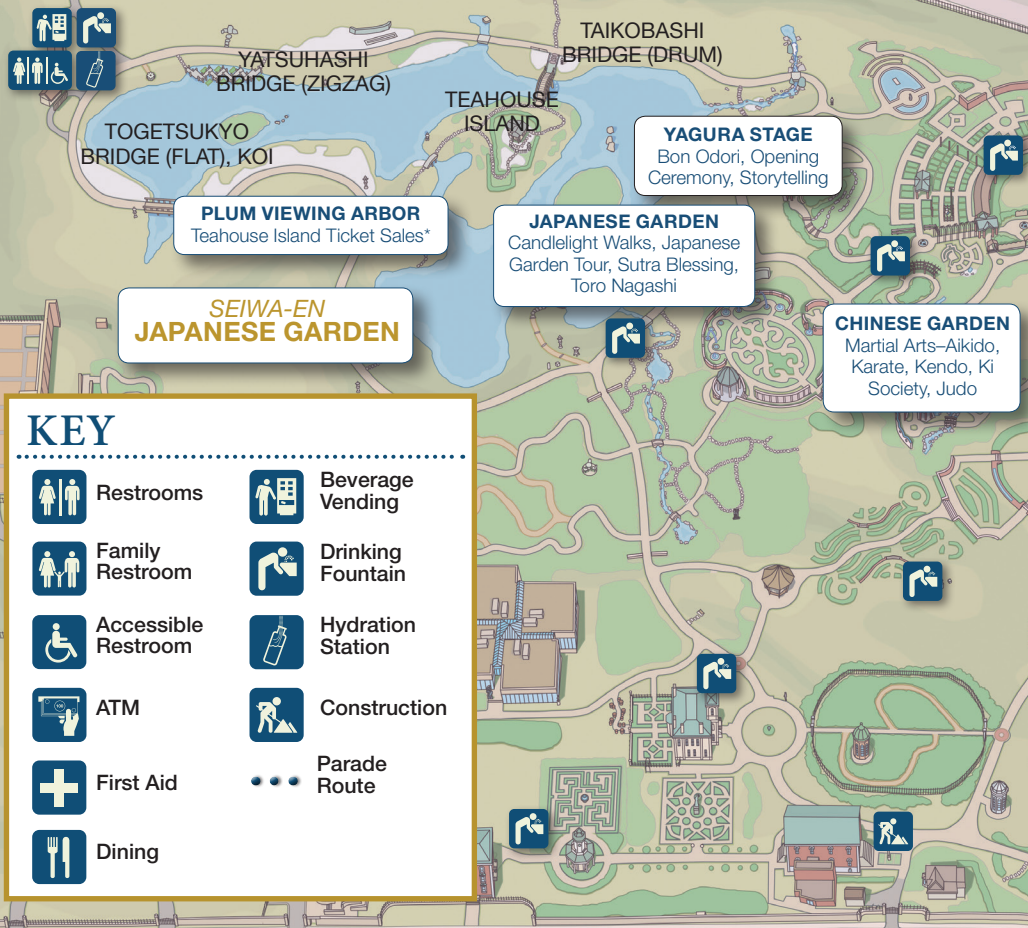 TAIKOBASHI
BRIDGE (DRUM)
YATSUHASHI
BRIDGE (ZIGZAG)
TEAHOUSE
ISLAND
TOGETSUKYO
BRIDGE (FLAT), KOI
YAGURA STAGE
Bon Odori, Opening
Ceremony, Storytelling
PLUM VIEWING ARBOR
Teahouse Island Ticket Sales*
JAPANESE GARDEN
Candlelight Walks, Japanese
Garden Tour, Sutra Blessing,
Toro Nagashi
SEIWA-EN
JAPANESE GARDEN
CHINESE GARDEN
Martial Arts–Aikido,
Karate, Kendo, Ki
Society, Judo
KEY
Restrooms
Family
Restroom
Accessible
Restroom
ATM
First Aid
Dining
Beverage
Vending
Drinking
Fountain
Hydration
Station
Construction
Parade
Route